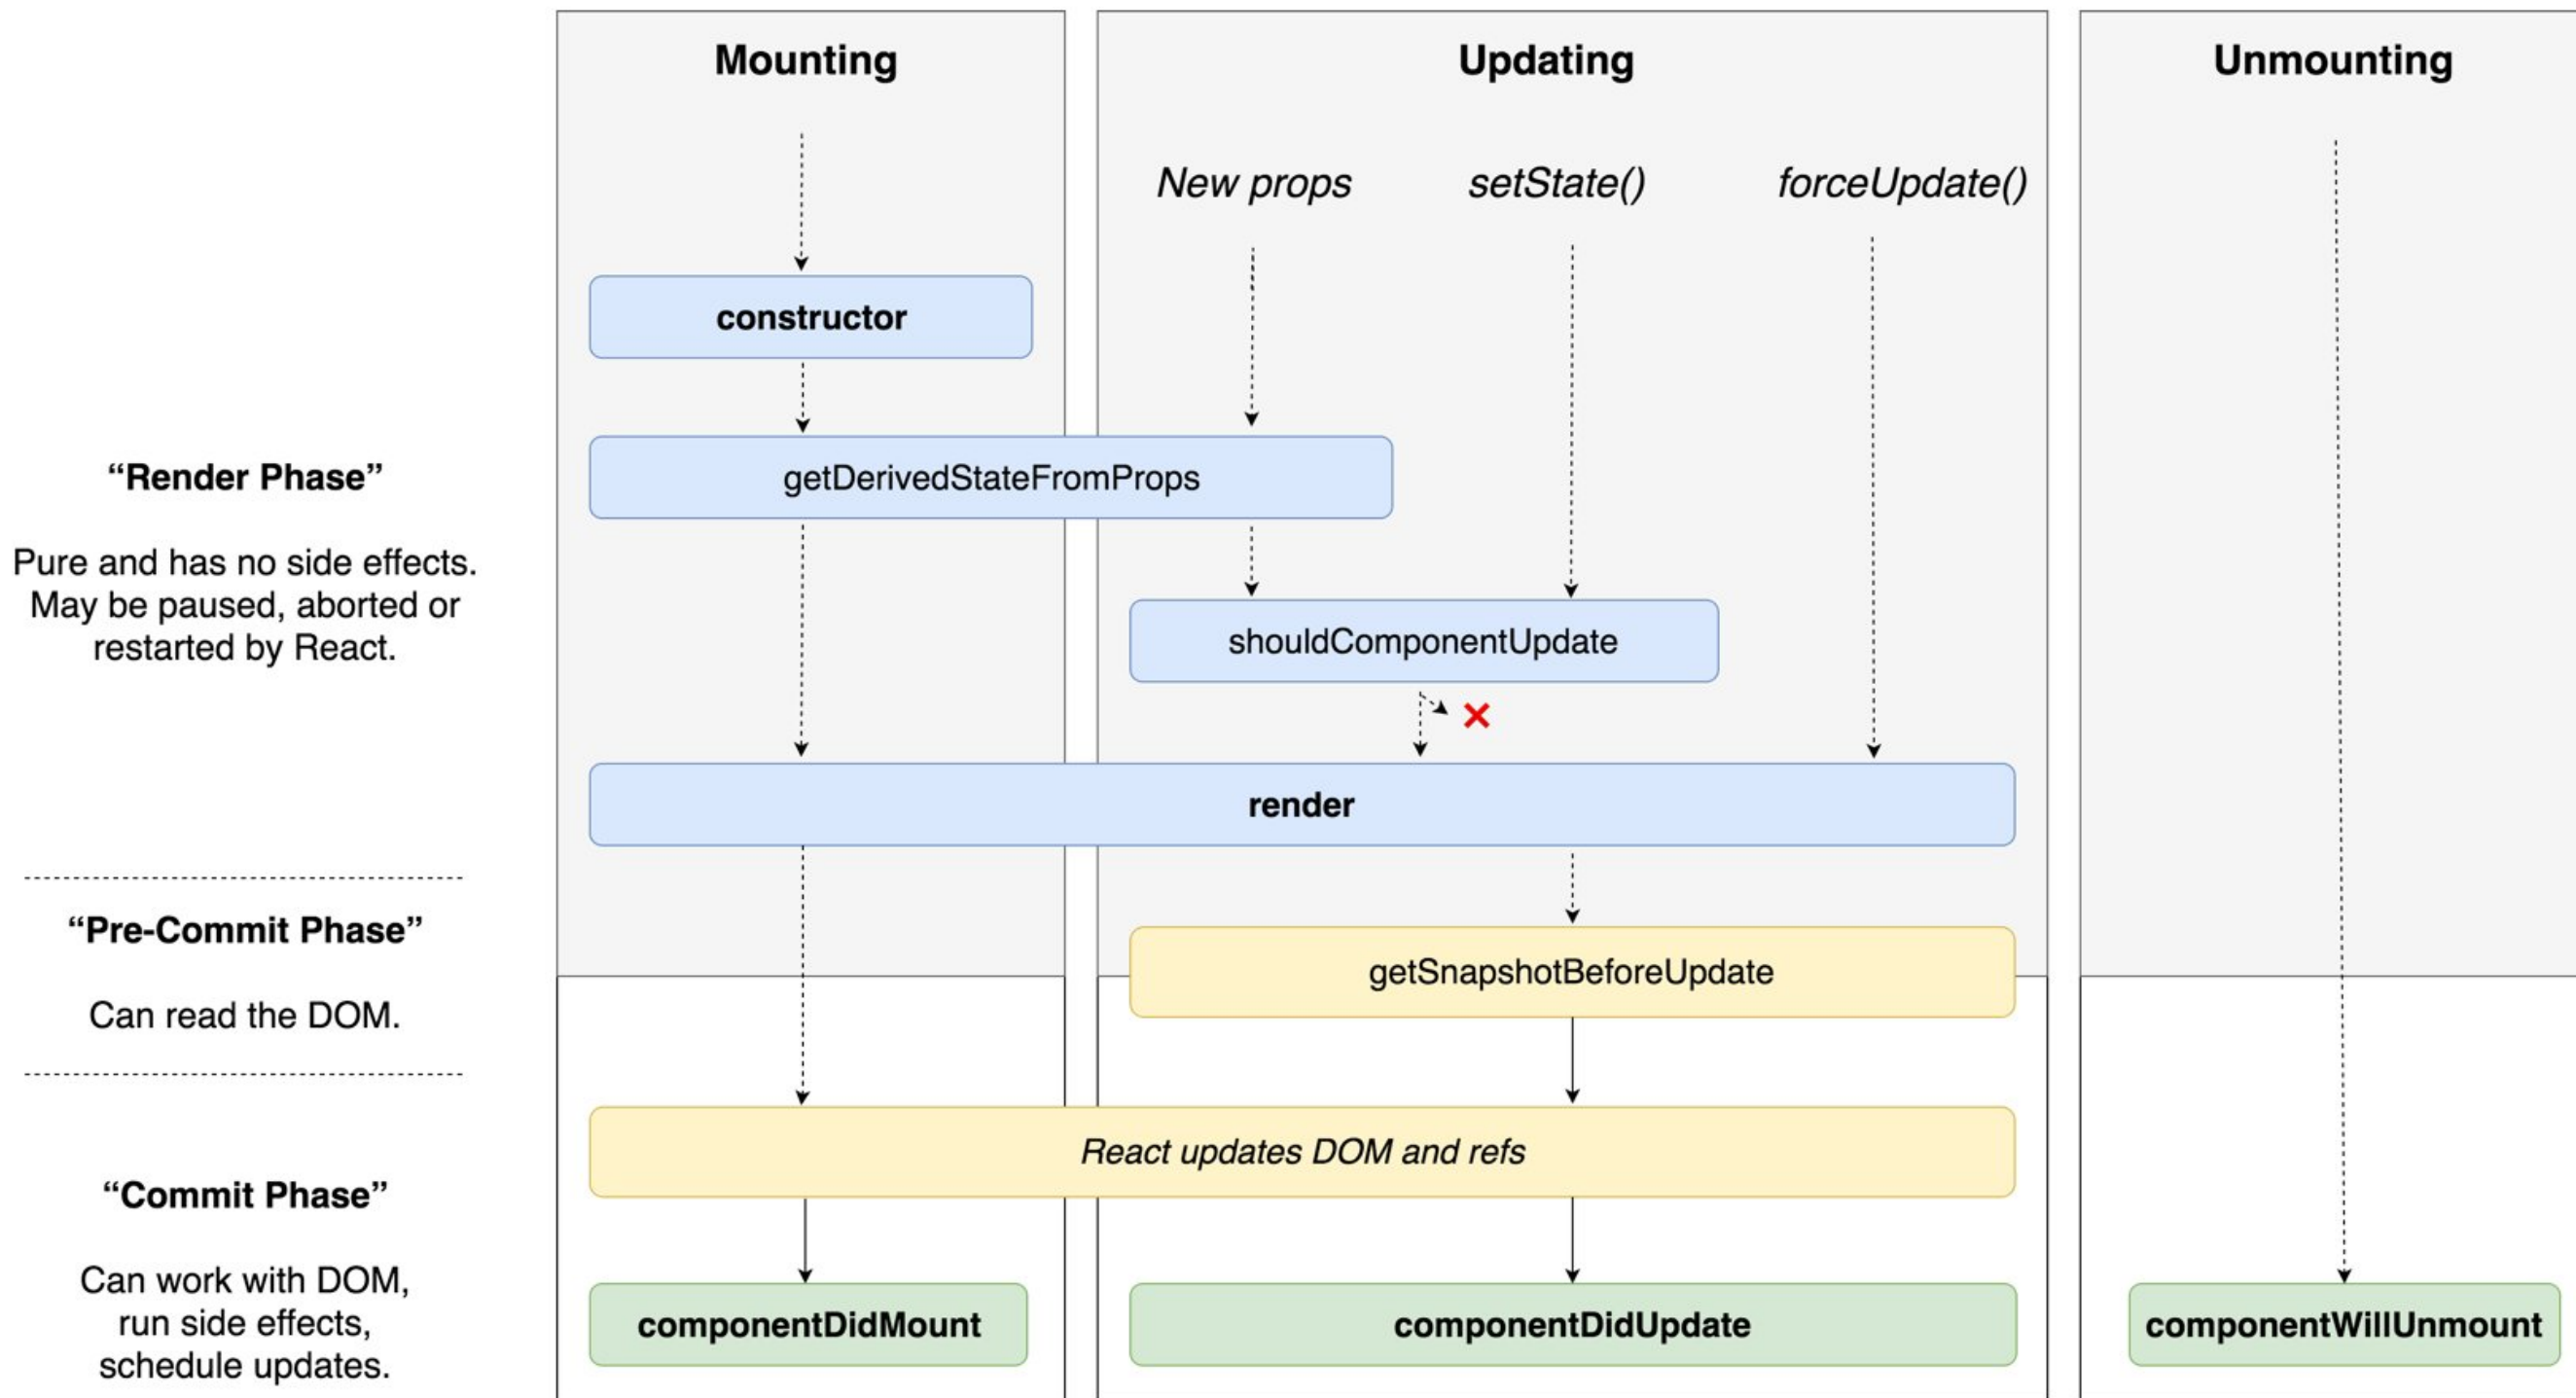 Mounting
Updating
Unmounting
New props
setState()
forceUpdate()
constructor
“Render Phase”
getDerivedStateFromProps
Pure and has no side effects.
May be paused, aborted or
restarted by React.
shouldComponentUpdate
render
“Pre-Commit Phase”
getSnapshotBeforeUpdate
Can read the DOM.
React updates DOM and refs
“Commit Phase”
Can work with DOM,
run side effects,
schedule updates.
componentDidMount
componentDidUpdate
componentWillUnmount